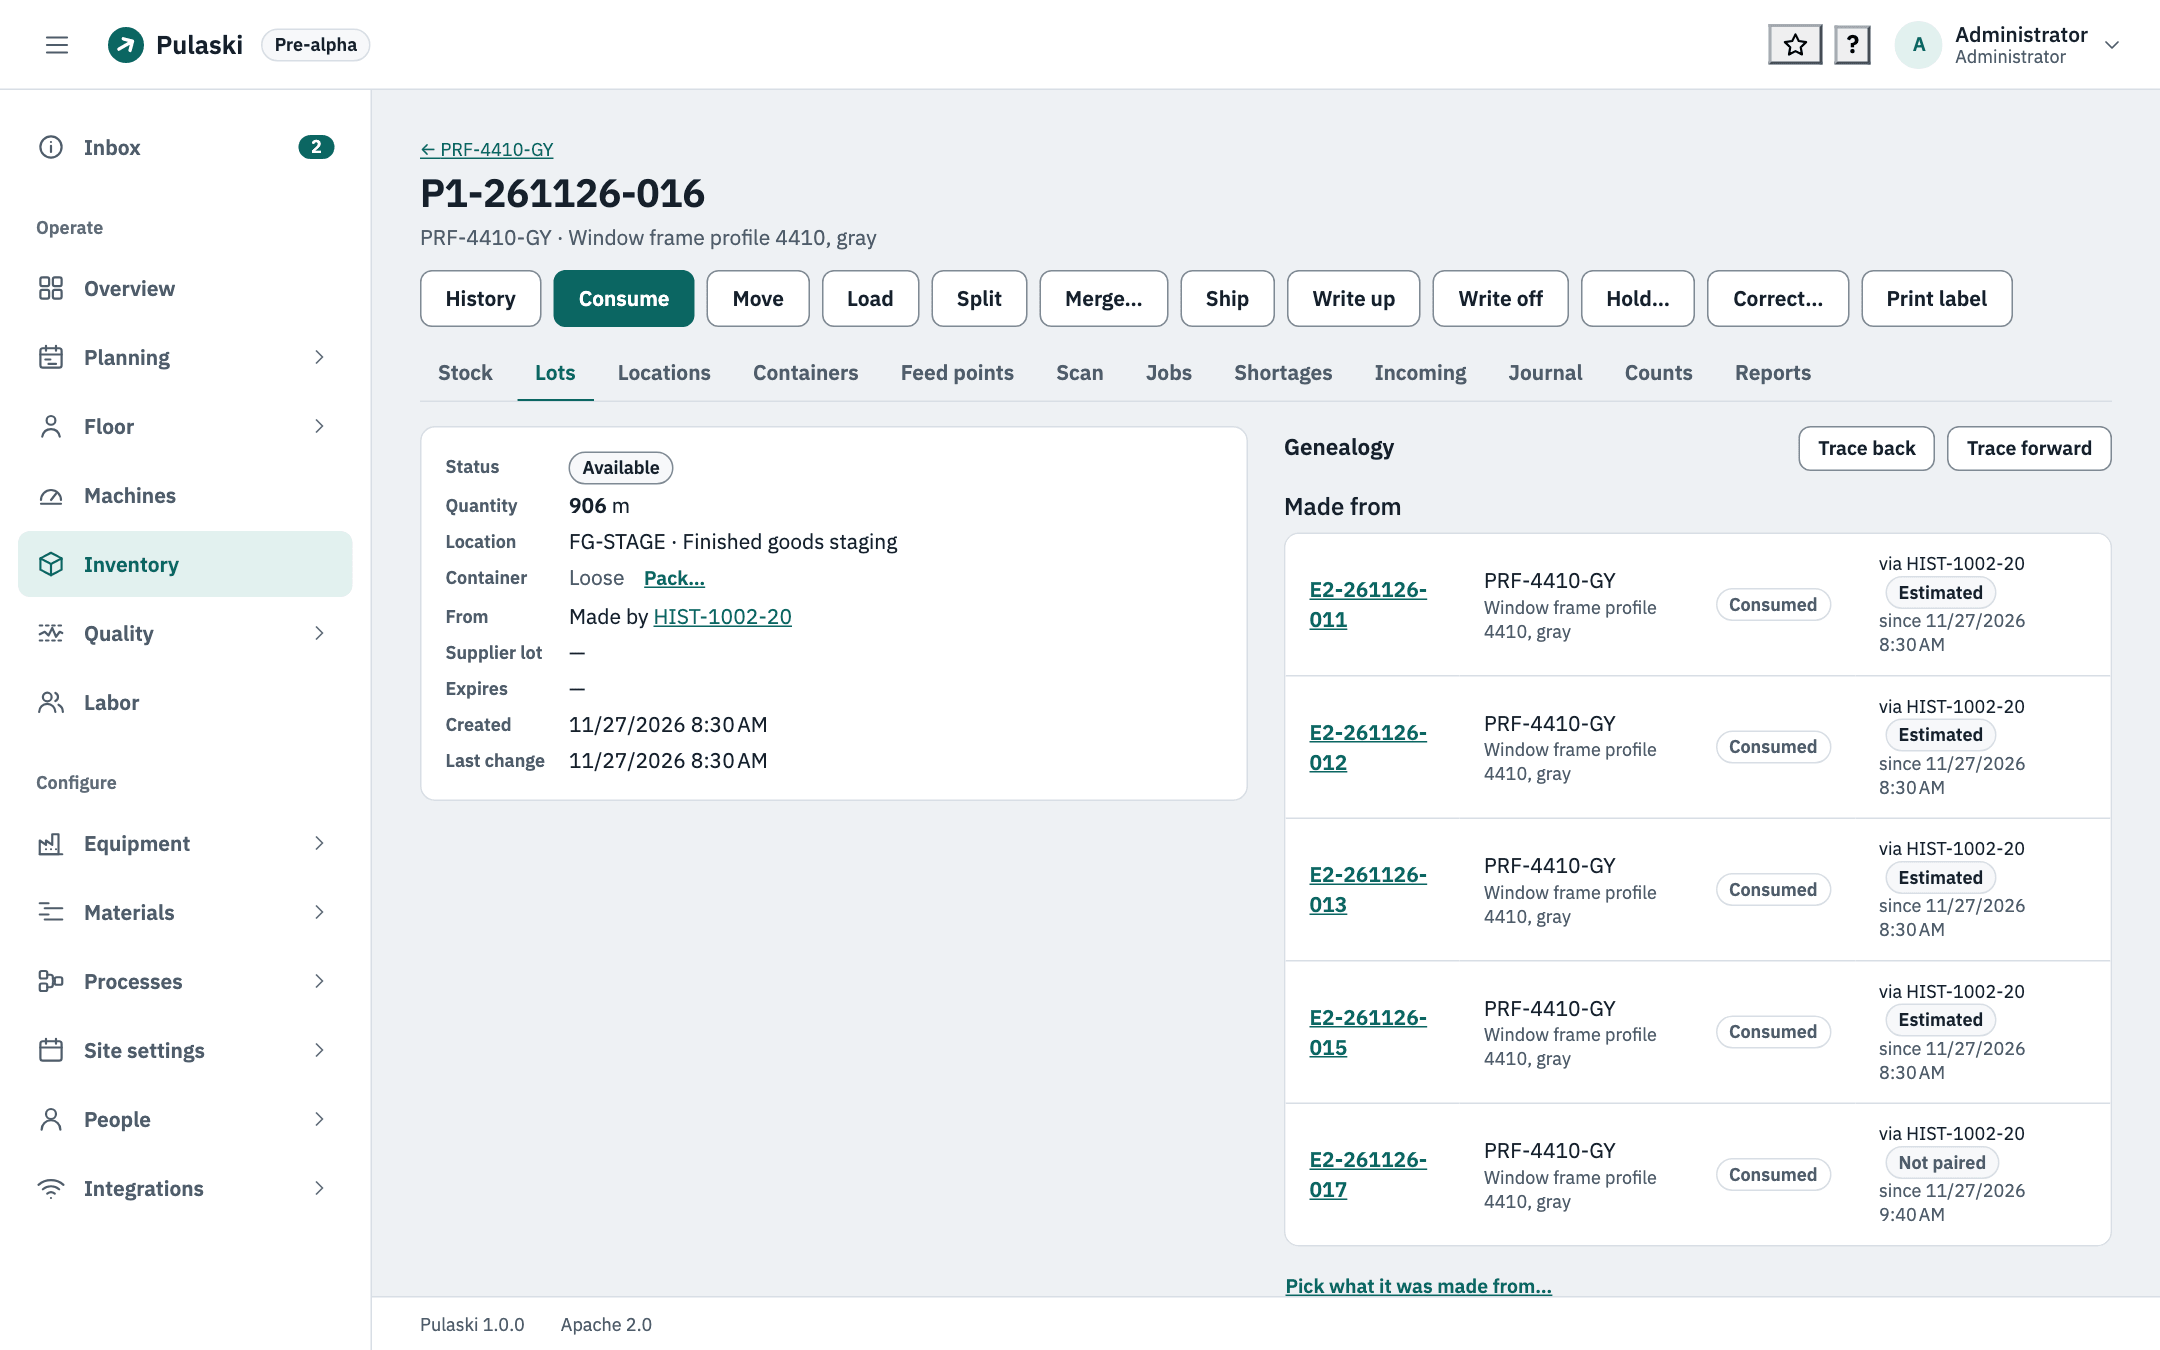 Pulaski
Pre-alpha
?
A
Administrator
Administrator
Inbox
2
Operate
Overview
Planning
Floor
Machines
Inventory
Quality
Labor
Configure
Equipment
Materials
Processes
Site settings
People
Integrations
← PRF-4410-GY
P1-261126-016
PRF-4410-GY · Window frame profile 4410, gray
History
Consume
Move
Load
Split
Merge...
Ship
Write up
Write off
Hold...
Correct...
Print label
Stock
Lots
Locations
Containers
Feed points
Scan
Jobs
Shortages
Incoming
Journal
Counts
Reports
Status
Available
Quantity
906 m
Location
FG-STAGE · Finished goods staging
Container
Loose Pack...
From
Made by HIST-1002-20
Supplier lot
—
Expires
—
Created
11/27/2026 8:30 AM
Last change
11/27/2026 8:30 AM
Genealogy
Trace back
Trace forward
Made from
E2-261126-
011
PRF-4410-GY
Window frame profile
4410, gray
Consumed
via HIST-1002-20
Estimated
since 11/27/2026
8:30 AM
E2-261126-
012
PRF-4410-GY
Window frame profile
4410, gray
Consumed
via HIST-1002-20
Estimated
since 11/27/2026
8:30 AM
E2-261126-
013
PRF-4410-GY
Window frame profile
4410, gray
Consumed
via HIST-1002-20
Estimated
since 11/27/2026
8:30 AM
E2-261126-
015
PRF-4410-GY
Window frame profile
4410, gray
Consumed
via HIST-1002-20
Estimated
since 11/27/2026
8:30 AM
E2-261126-
017
PRF-4410-GY
Window frame profile
4410, gray
Consumed
via HIST-1002-20
Not paired
since 11/27/2026
9:40 AM
Pick what it was made from...
Pulaski 1.0.0
Apache 2.0